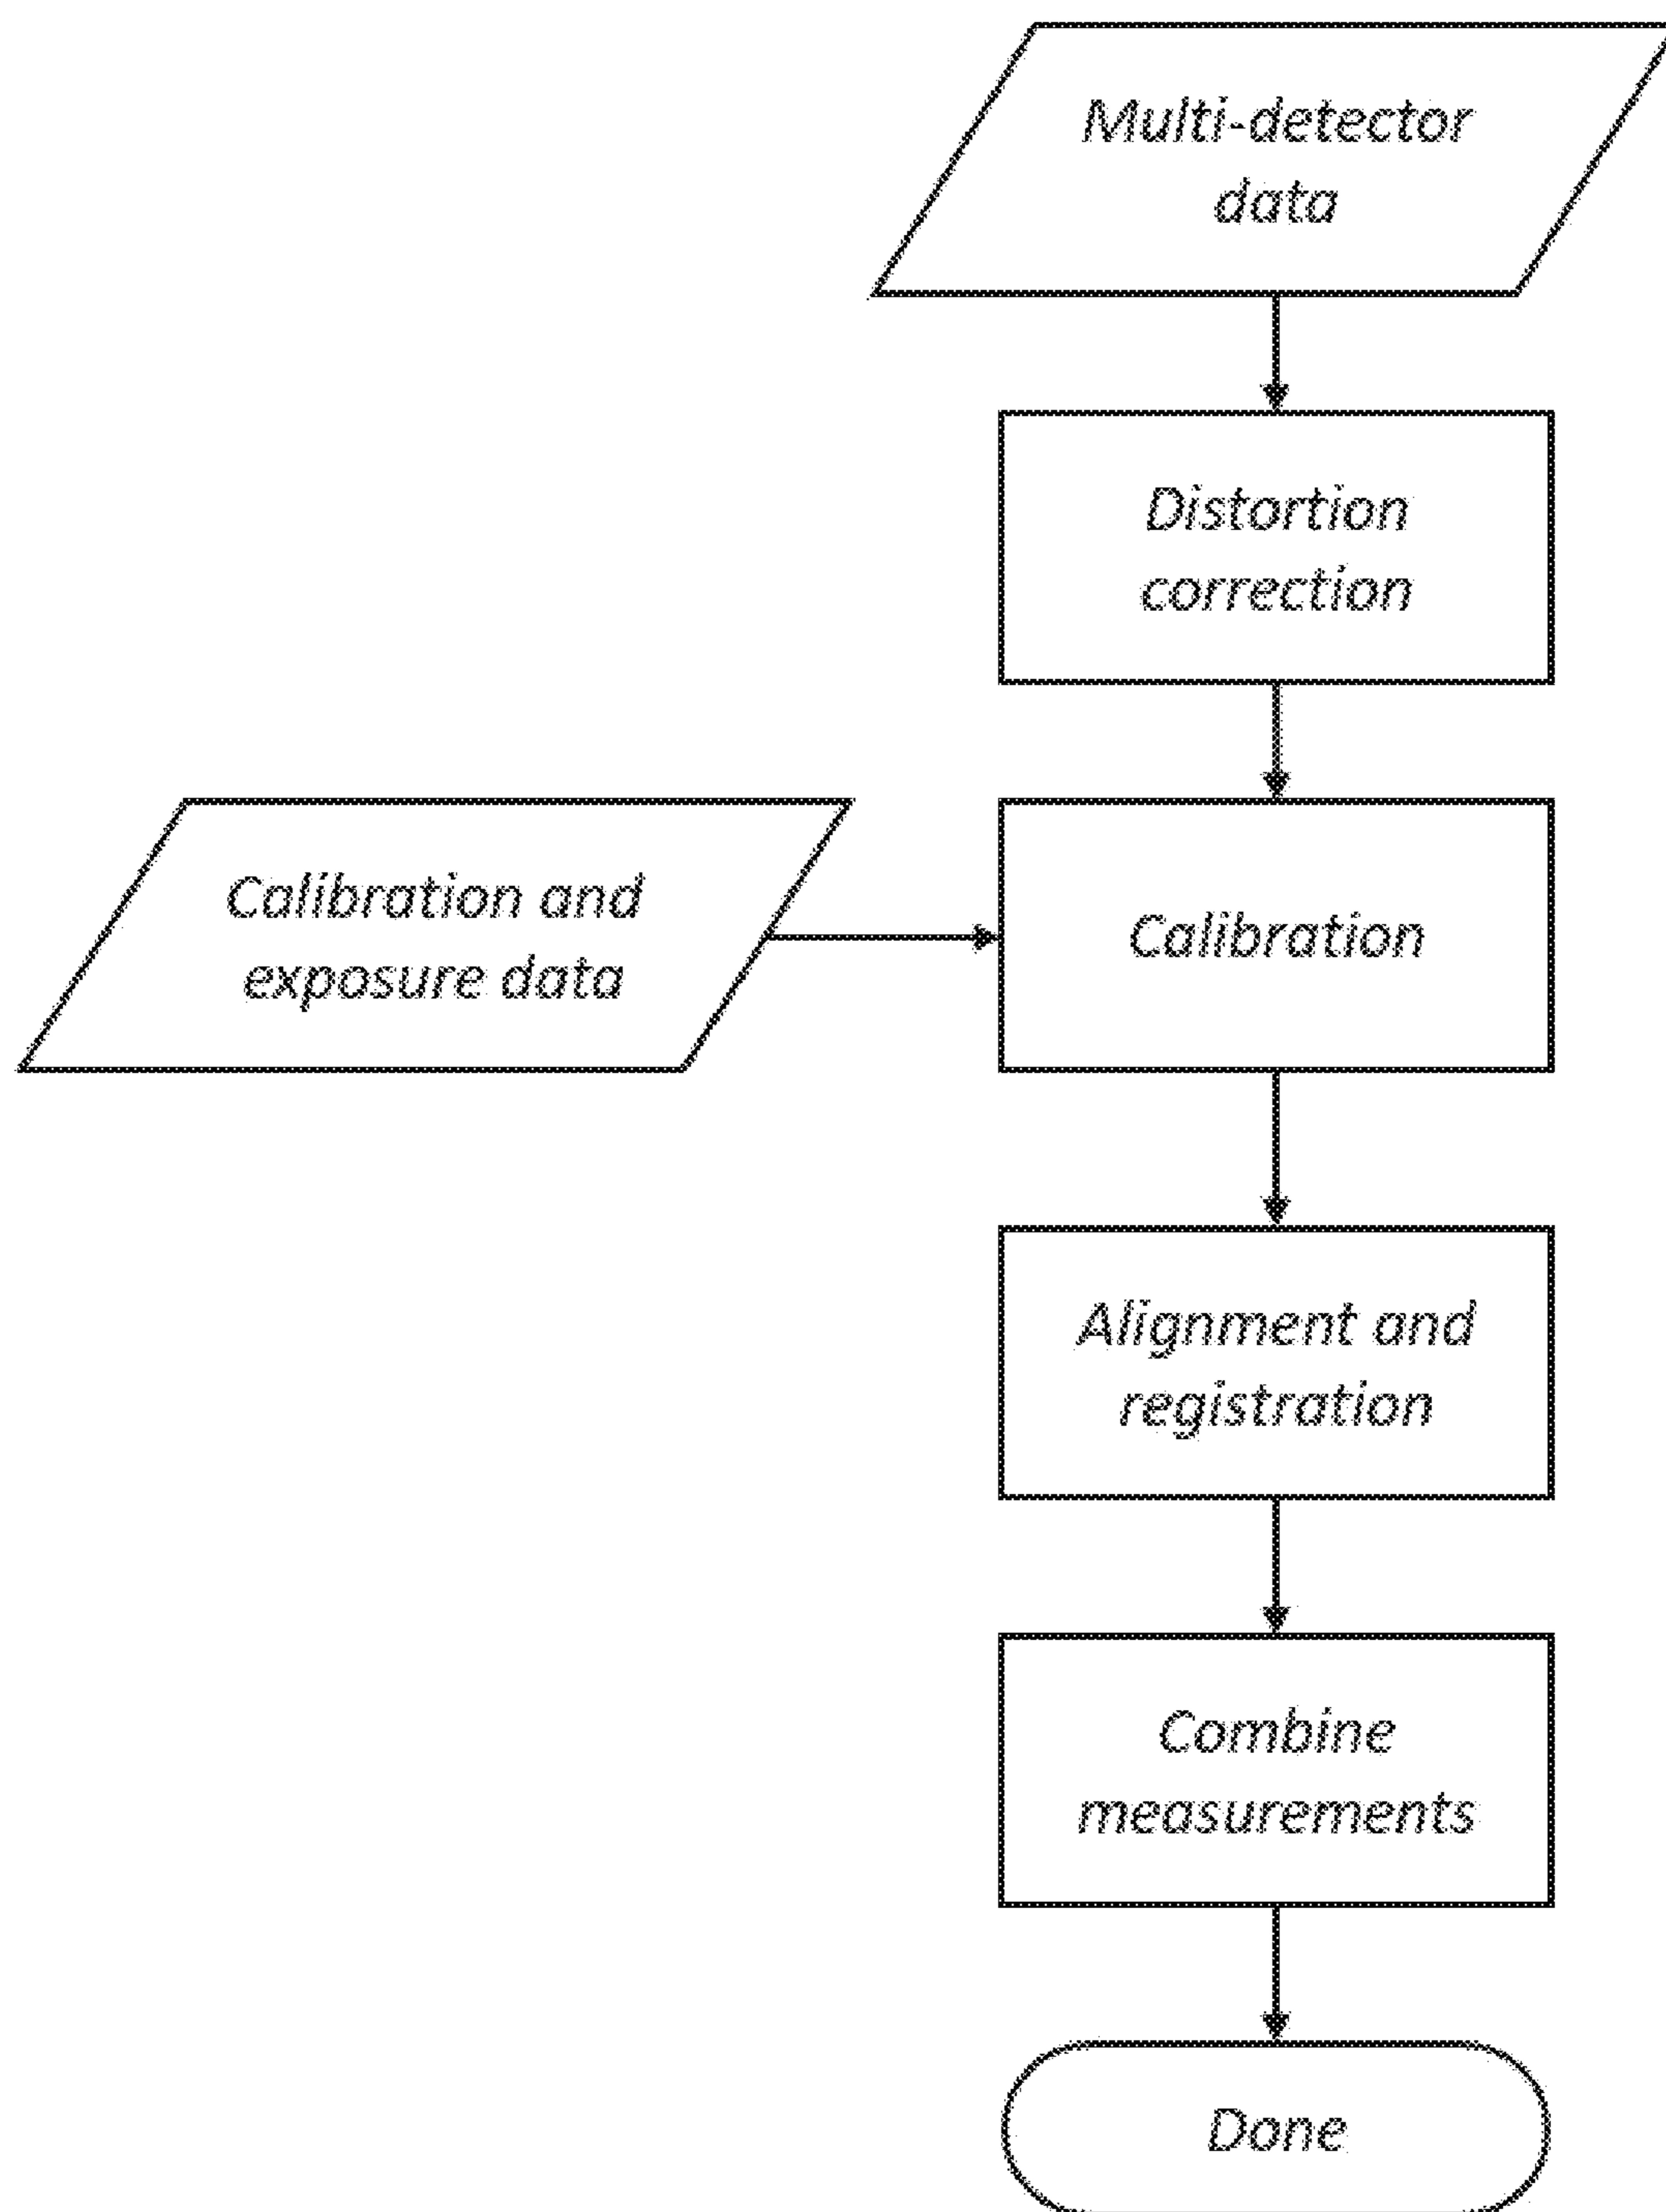 Multi-detector
data
Distortion
correction
Calibration and
exposure data
Calibration
Alignment and
registration
Combine
measurements
Done